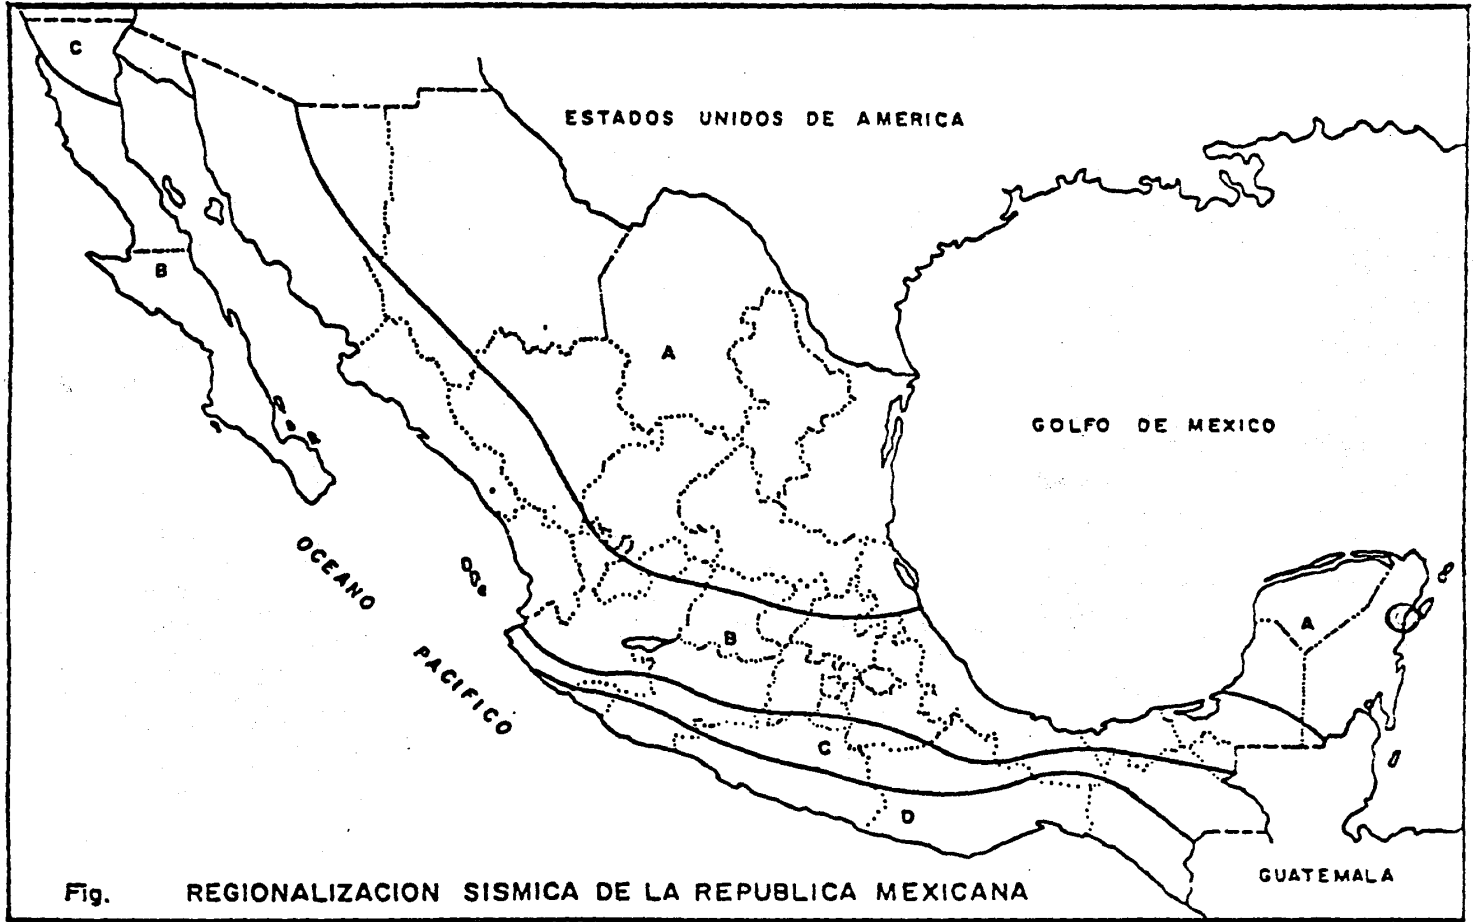 C
ESTADOS UNIDOS DE AMERICA
B
A
GOLFO DE MEXICO
OCEANO
PACIFICO
B
A
C
D
GUATEMALA
Fig. REGIONALIZACION SISMICA DE LA REPUBLICA MEXICANA